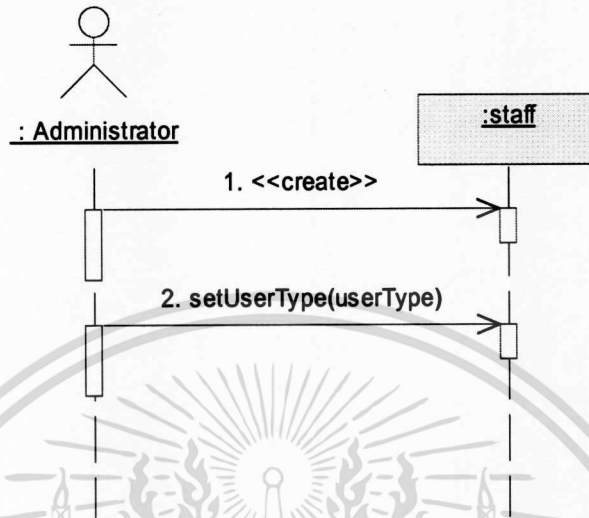 : Administrator
:staff
1. <<create>>
2. setUserType(userType)